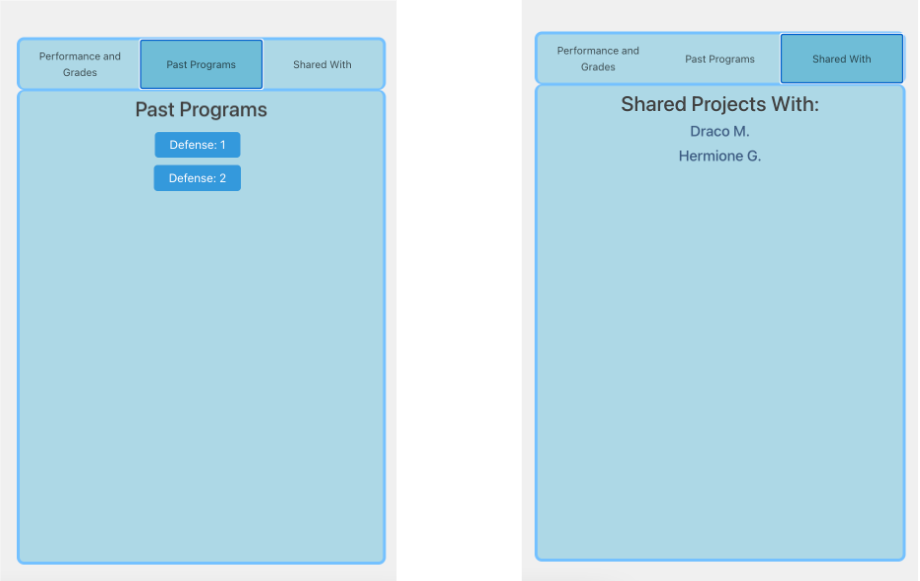 Performance and
Grades
Past Programs
Shared With
Past Programs
Defense: 1
Defense: 2
Performance and
Grades
Past Programs
Shared With
Shared Projects With:
Draco M.
Hermione G.